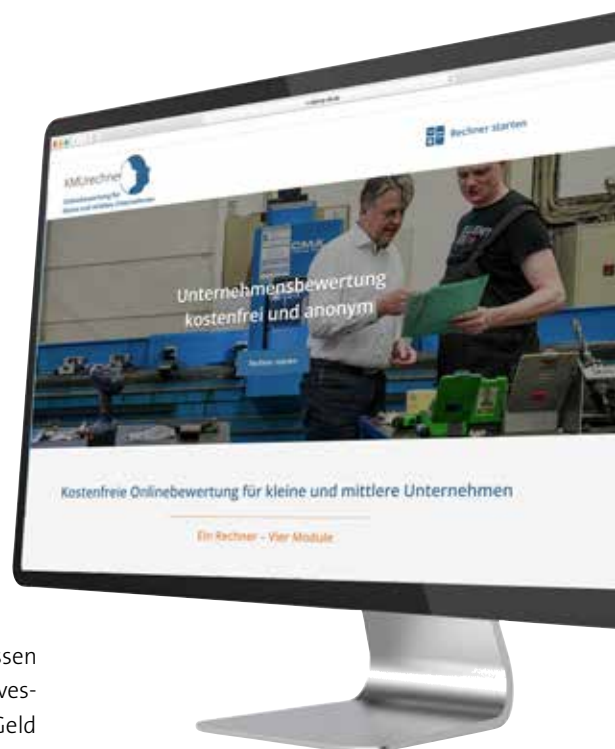 KMUrechner
Onlinebewertung für
kleine und mittlere Unternehmen
Rechner starten
CMA
Unternehmensbewertung
kostenfrei und anonym
Rechner starten
Kostenfreie Onlinebewertung für kleine und mittlere Unternehmen
Ein Rechner – Vier Module
ssen
ves-
Geld